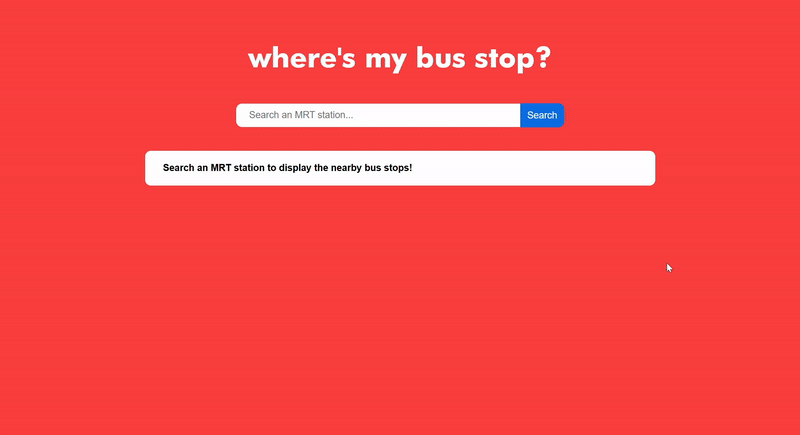 where's my bus stop?
Search an MRT station... Search
Search an MRT station to display the nearby bus stops!